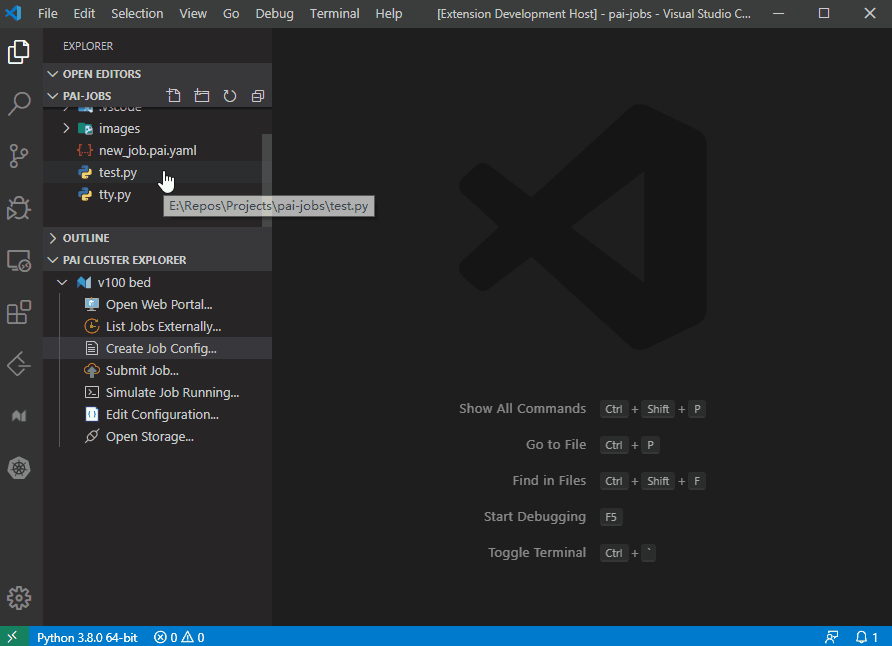 File Edit Selection View Go Debug Terminal Help [Extension Development Host] - pai-jobs - Visual Studio C...
EXPLORER
OPEN EDITORS
PAI-JOBS
.vscode
images
new_job.pai.yaml
test.py
tty.py
E:\Repos\Projects\pai-jobs\test.py
OUTLINE
PAI CLUSTER EXPLORER
v100 bed
Open Web Portal...
List Jobs Externally...
Create Job Config...
Submit Job...
Simulate Job Running...
Edit Configuration...
Open Storage...
Show All Commands Ctrl + Shift + P
Go to File Ctrl + P
Find in Files Ctrl + Shift + F
Start Debugging F5
Toggle Terminal Ctrl + `
Python 3.8.0 64-bit 0 0 1